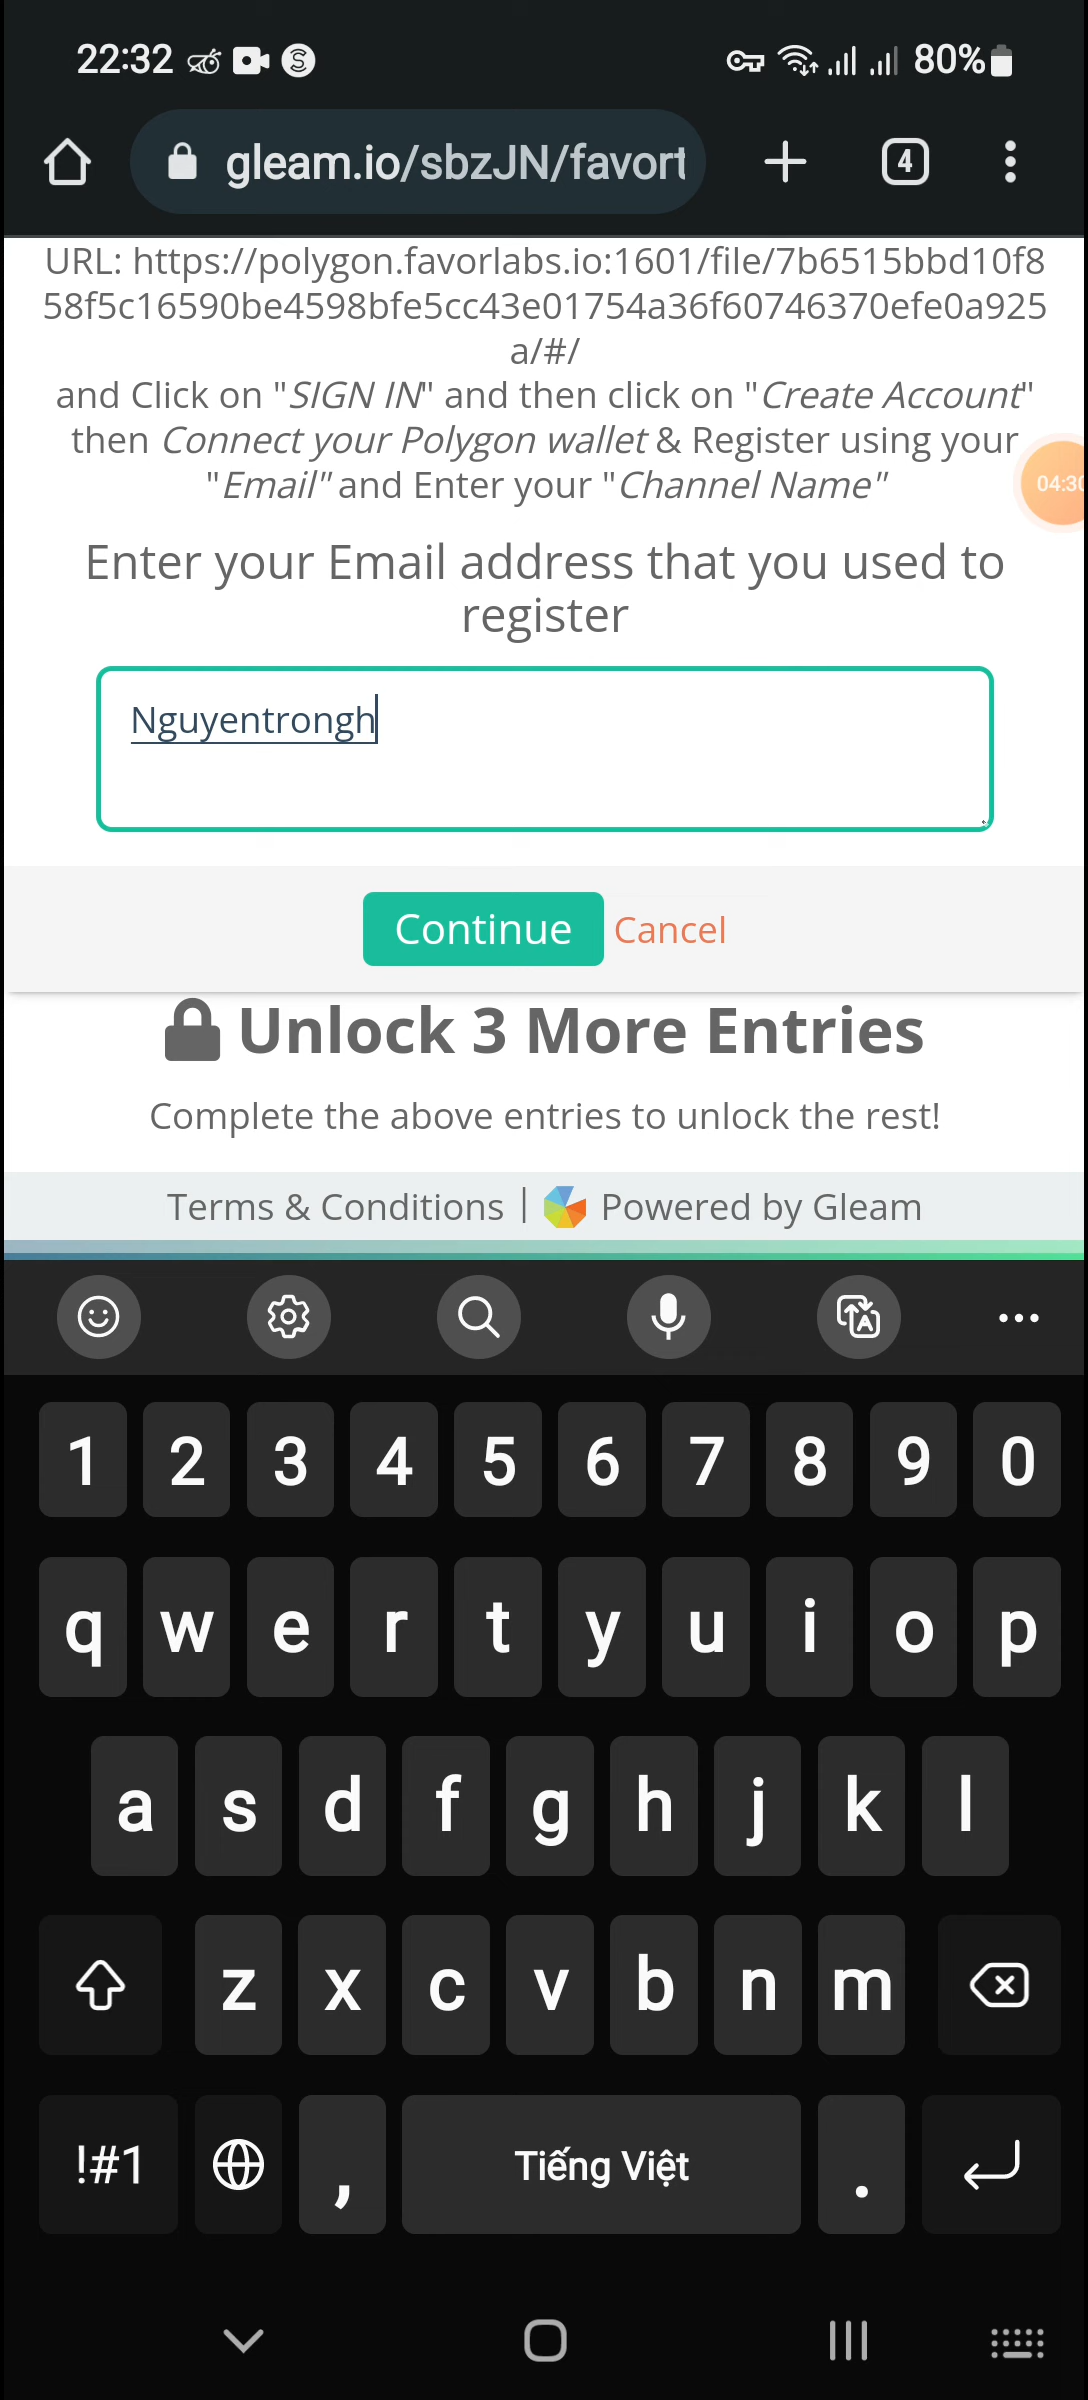 22:32
80%
gleam.io/sbzJN/favort
4
URL: https://polygon.favorlabs.io:1601/file/7b6515bbd10f8
58f5c16590be4598bfe5cc43e01754a36f60746370efe0a925
a/#/
and Click on "SIGN IN" and then click on "Create Account"
then Connect your Polygon wallet & Register using your
"Email" and Enter your "Channel Name"
04:30
Enter your Email address that you used to
register
Nguyentrongh
Continue Cancel
Unlock 3 More Entries
Complete the above entries to unlock the rest!
Terms & Conditions | Powered by Gleam
1 2 3 4 5 6 7 8 9 0
q w e r t y u i o p
a s d f g h j k l
z x c v b n m
!#1 , Tiếng Việt .